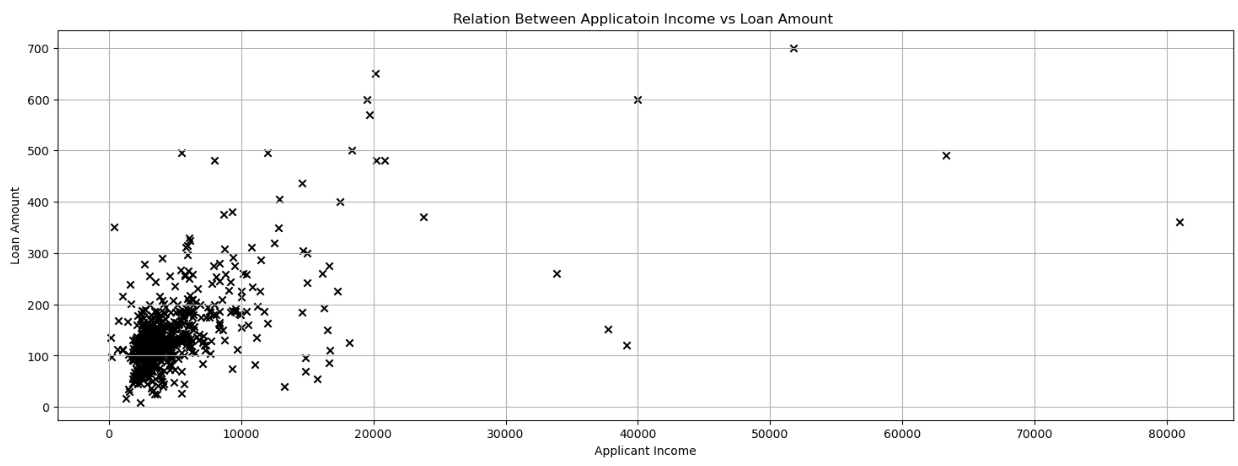 Relation Between Applicatoin Income vs Loan Amount
Loan Amount
700
600
500
400
300
200
100
0
0 10000 20000 30000 40000 50000 60000 70000 80000
Applicant Income